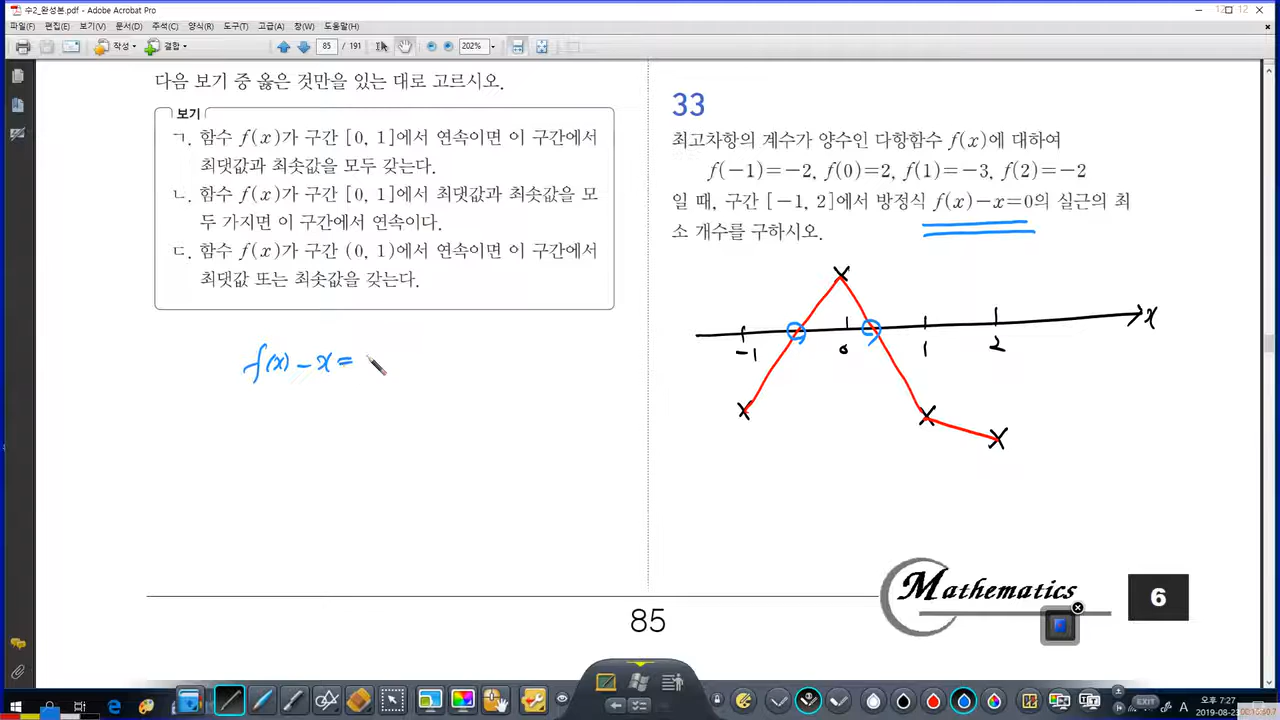 수2_완성본.pdf - Adobe Acrobat Pro
파일(F) 편집(E) 보기(V) 문서(D) 주석(C) 양식(R) 도구(T) 고급(A) 창(W) 도움말(H)
작성 결합 85 / 191 202%
다음 보기 중 옳은 것만을 있는 대로 고르시오.
보기
ㄱ. 함수 f(x)가 구간 [0, 1]에서 연속이면 이 구간에서
최댓값과 최솟값을 모두 갖는다.
ㄴ. 함수 f(x)가 구간 [0, 1]에서 최댓값과 최솟값을 모
두 가지면 이 구간에서 연속이다.
ㄷ. 함수 f(x)가 구간 (0, 1)에서 연속이면 이 구간에서
최댓값 또는 최솟값을 갖는다.
f(x) - x =
33
최고차항의 계수가 양수인 다항함수 f(x)에 대하여
f(-1)=-2, f(0)=2, f(1)=-3, f(2)=-2
일 때, 구간 [-1, 2]에서 방정식 f(x)-x=0의 실근의 최
소 개수를 구하시오.
x
-1 0 1 2
Mathematics 6
85
EXIT A 오후 7:27